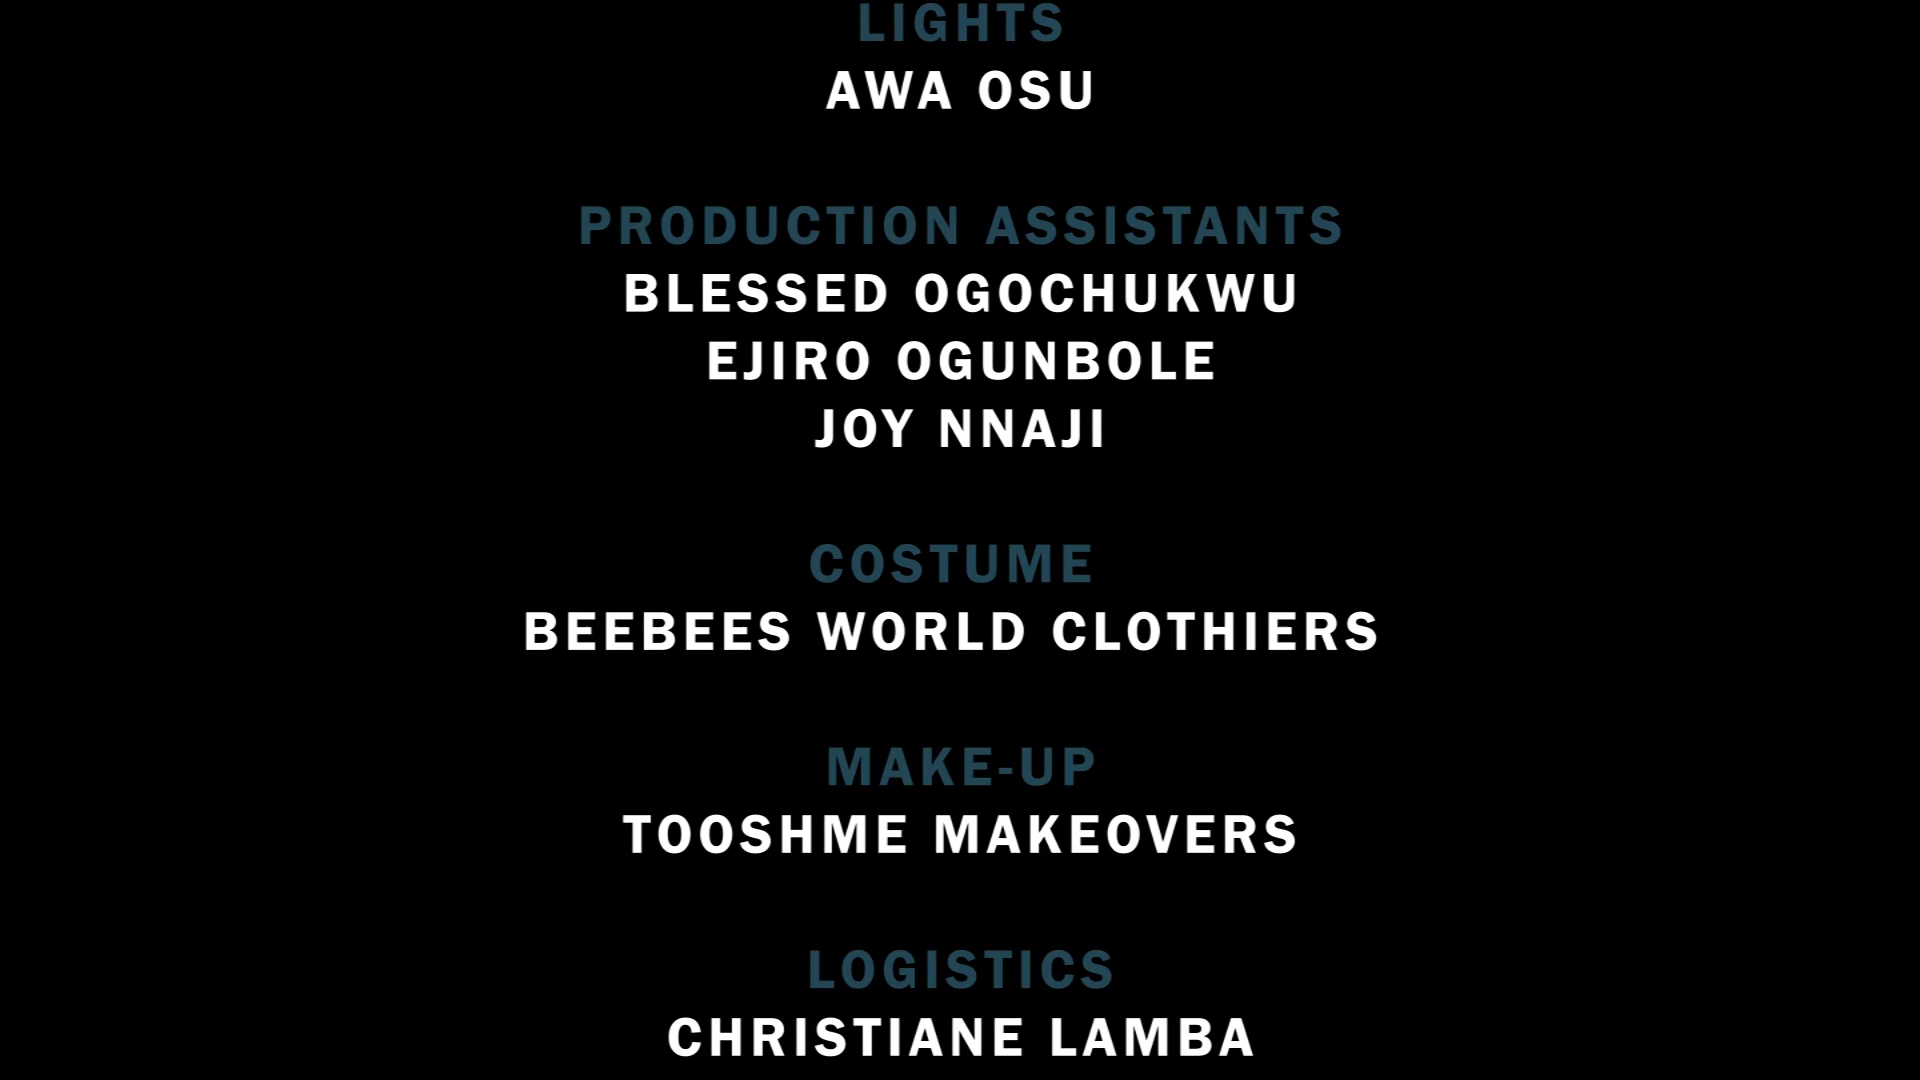 LIGHTS
AWA OSU
PRODUCTION ASSISTANTS
BLESSED OGOCHUKWU
EJIRO OGUNBOLE
JOY NNAJI
COSTUME
BEEBEES WORLD CLOTHIERS
MAKE-UP
TOOSHME MAKEOVERS
LOGISTICS
CHRISTIANE LAMBA